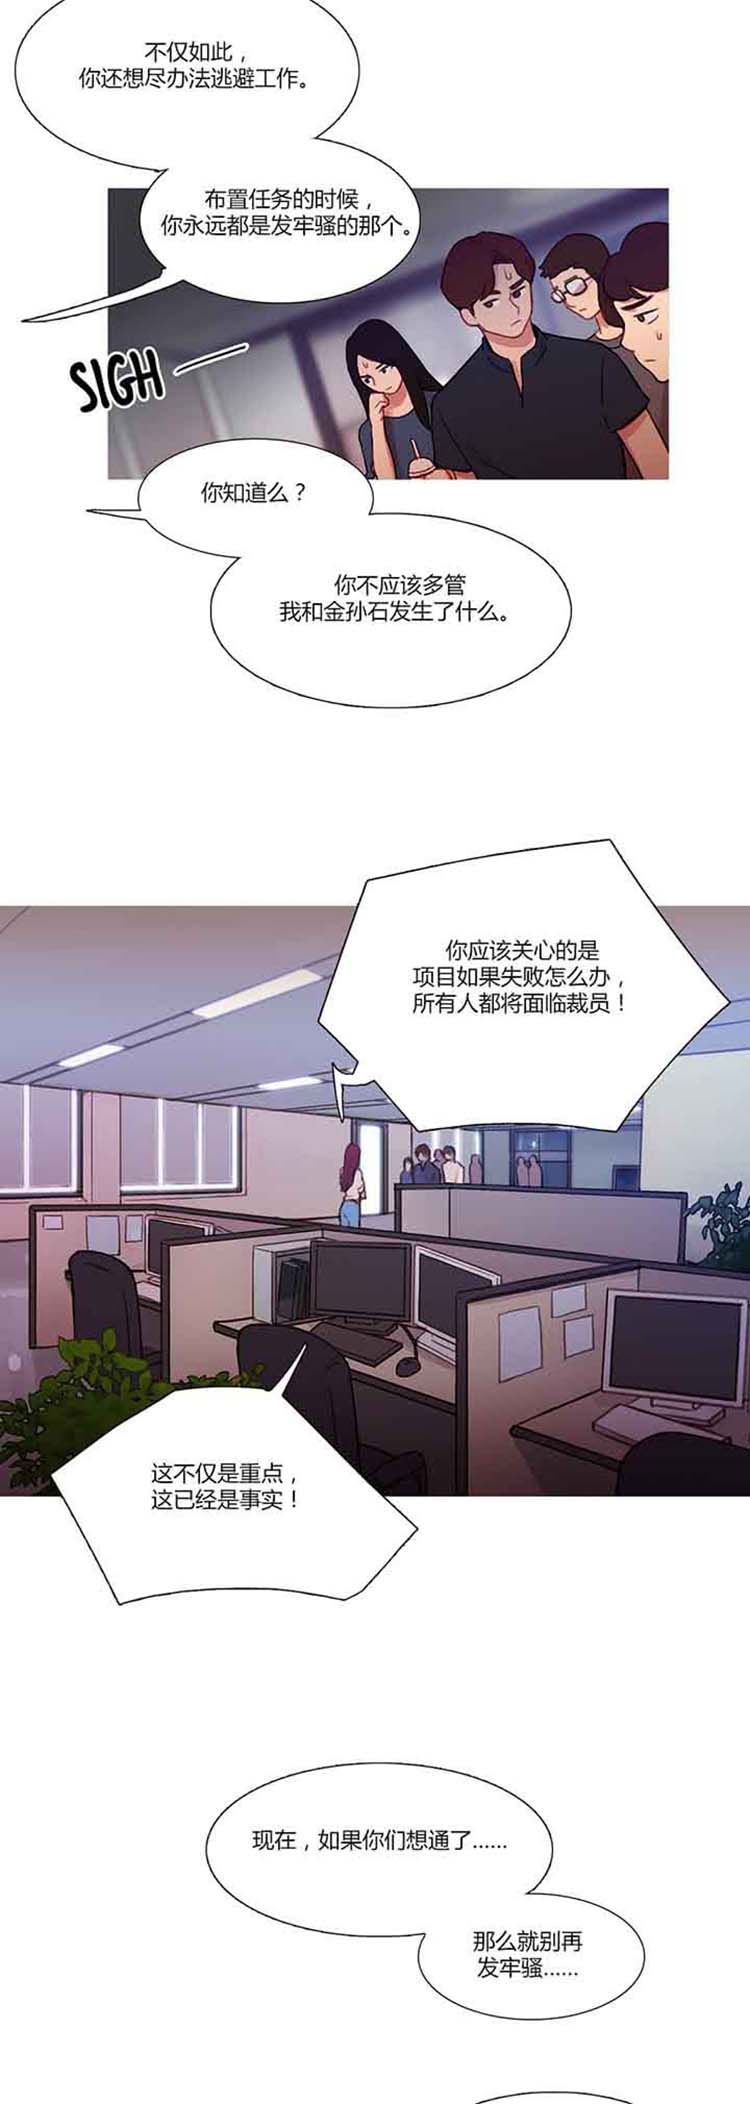 不仅如此，
你还想尽办法逃避工作。
布置任务的时候，
你永远都是发牢骚的那个。
SIGH
你知道么？
你不应该多管
我和金孙石发生了什么。
你应该关心的是
项目如果失败怎么办，
所有人都将面临裁员！
这不仅是重点，
这已经是事实！
现在，如果你们想通了……
那么就别再
发牢骚……